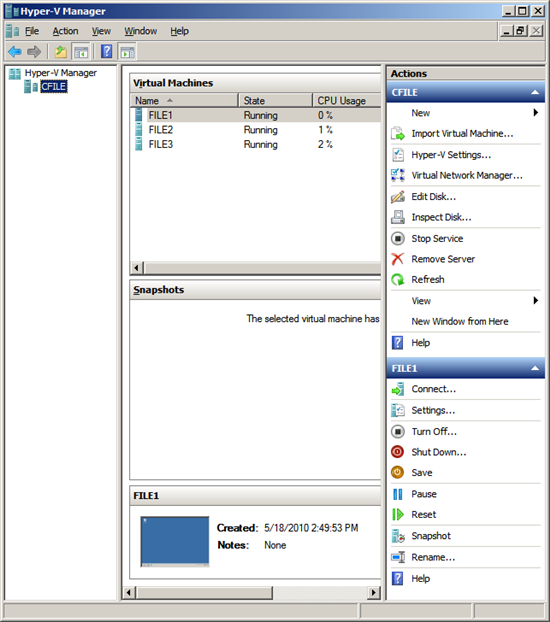 Hyper-V Manager
File Action View Window Help
Hyper-V Manager
CFILE
Virtual Machines
Name State CPU Usage
FILE1 Running 0 %
FILE2 Running 1 %
FILE3 Running 2 %
Snapshots
The selected virtual machine has
FILE1
Created: 5/18/2010 2:49:53 PM
Notes: None
Actions
CFILE
New
Import Virtual Machine...
Hyper-V Settings...
Virtual Network Manager...
Edit Disk...
Inspect Disk...
Stop Service
Remove Server
Refresh
View
New Window from Here
Help
FILE1
Connect...
Settings...
Turn Off...
Shut Down...
Save
Pause
Reset
Snapshot
Rename...
Help